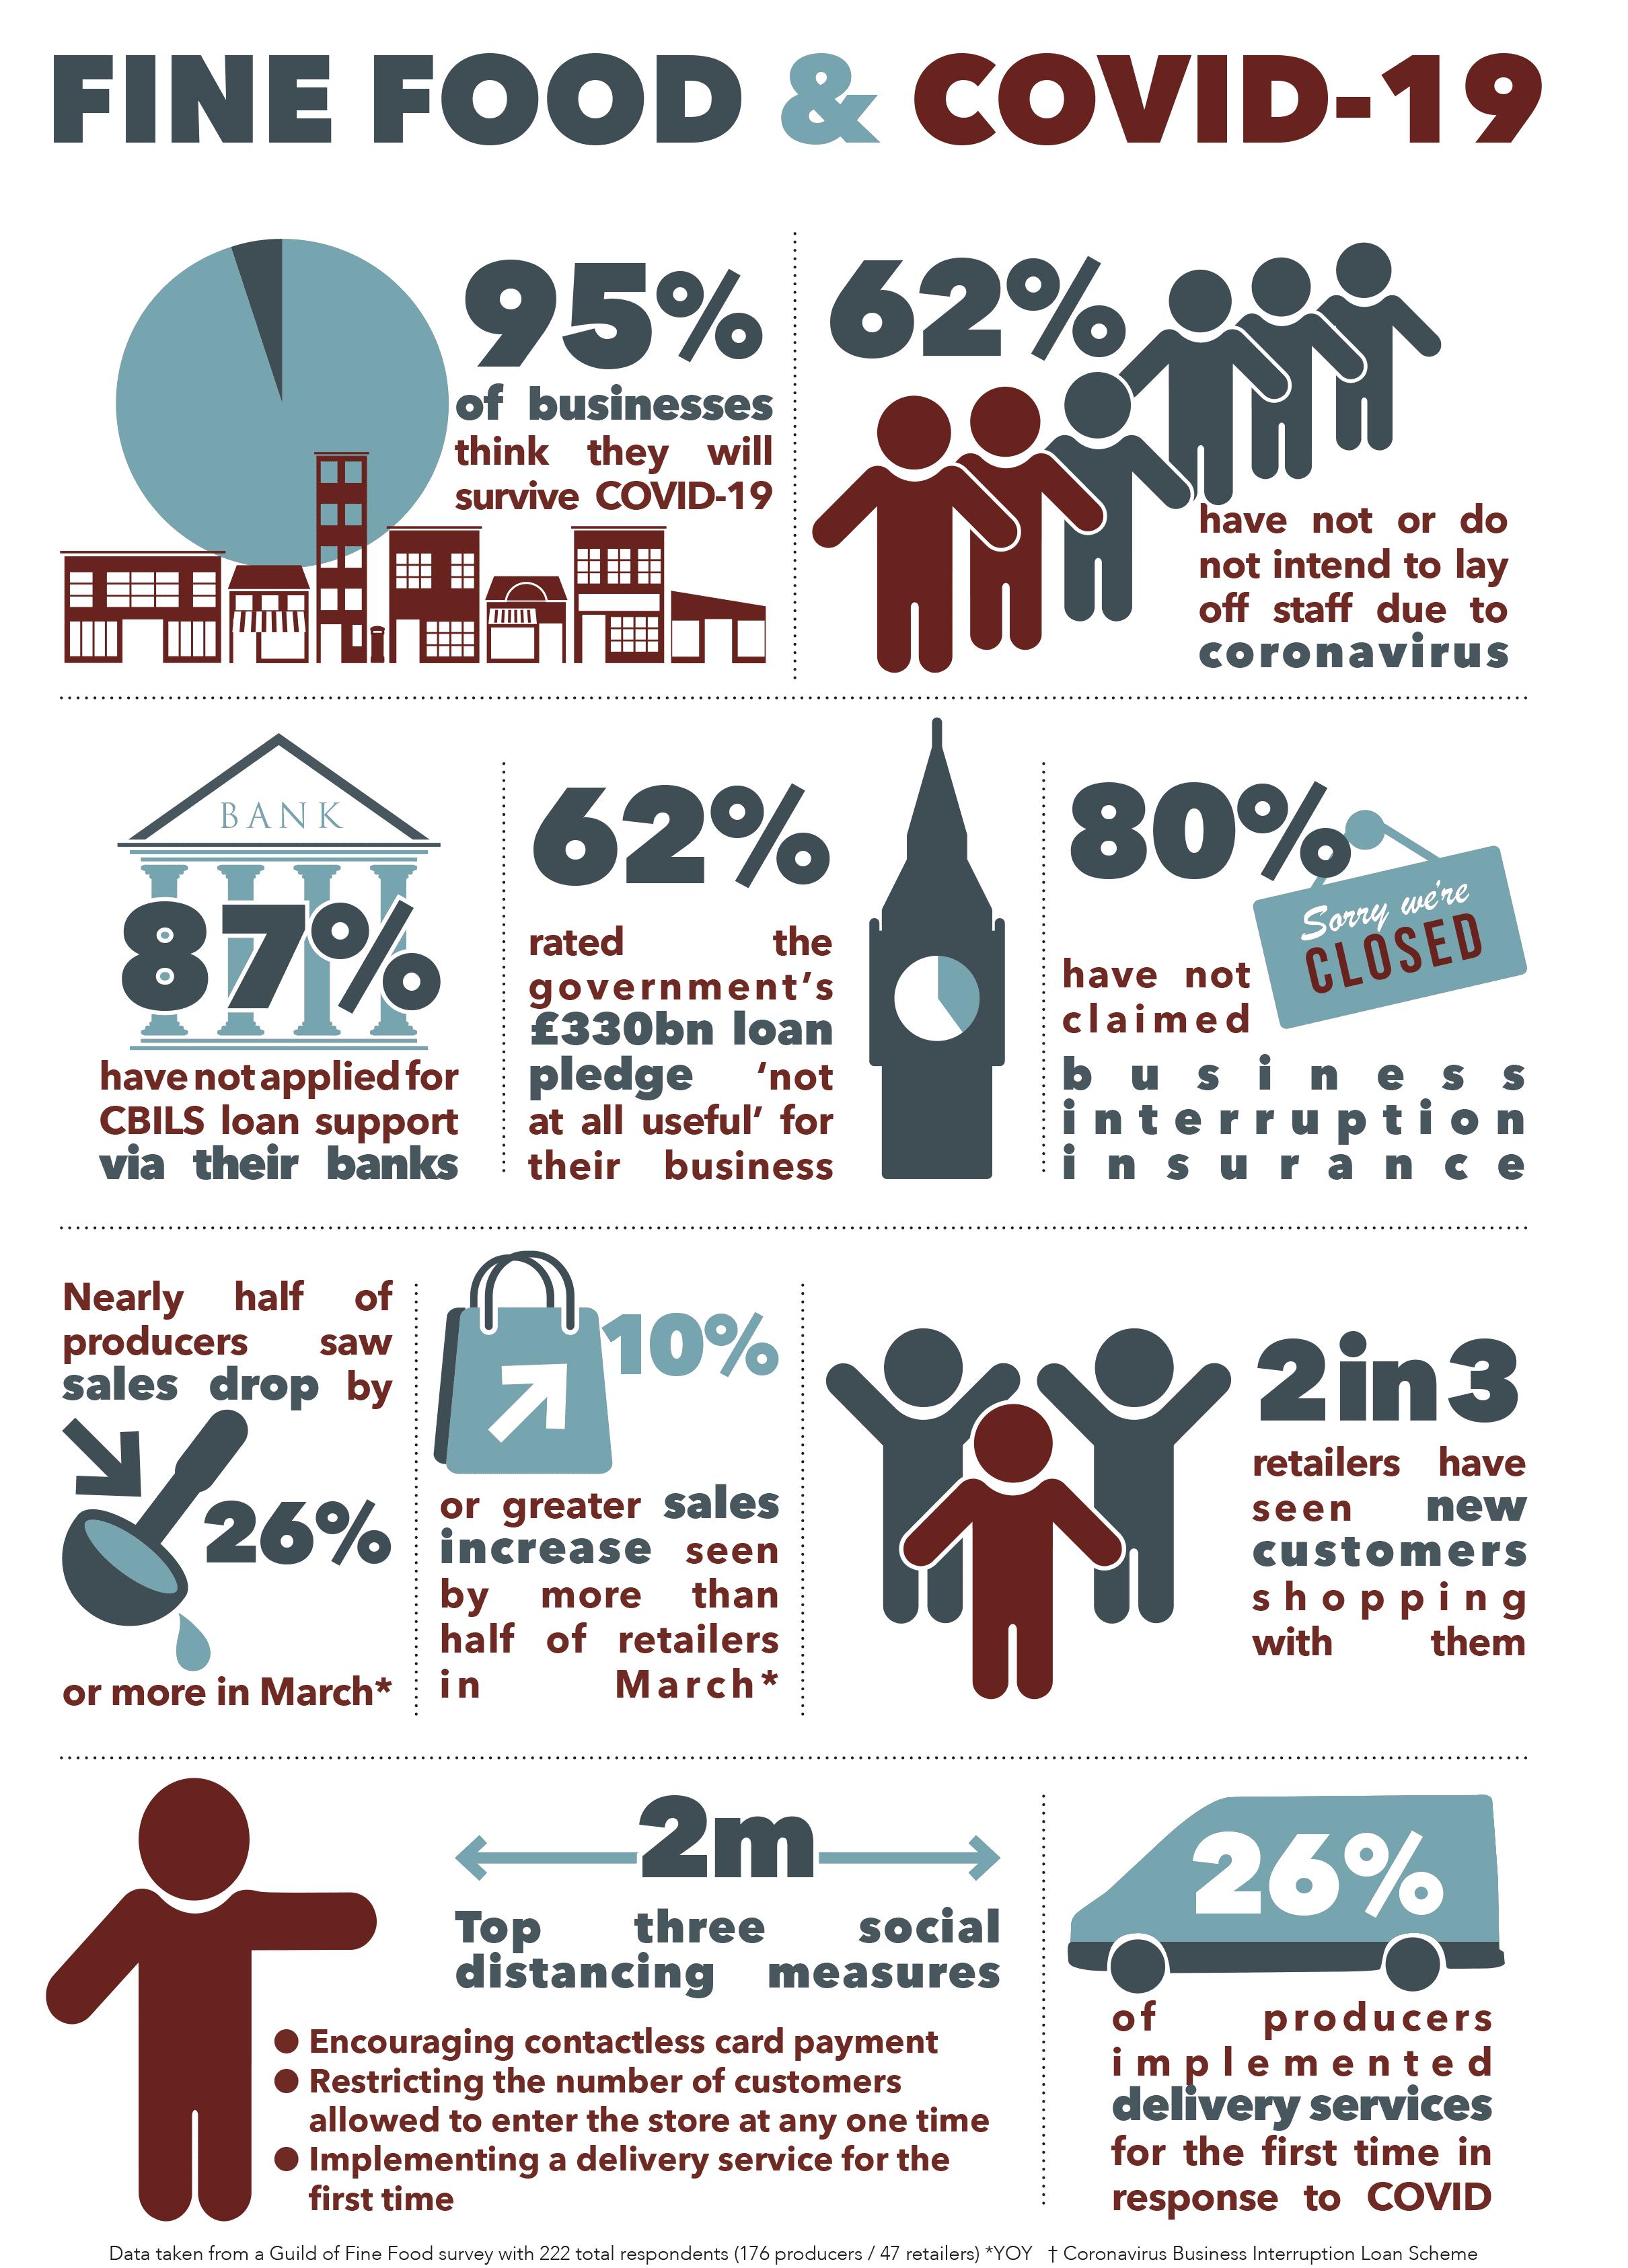 FINE FOOD & COVID-19
95%
of businesses
think they will
survive COVID-19
62%
have not or do
not intend to lay
off staff due to
coronavirus
BANK
87%
have not applied for
CBILS loan support
via their banks
62%
rated the
government's
£330bn loan
pledge 'not
at all useful' for
their business
80%
Sorry we're
CLOSED
have not
claimed
business
interruption
insurance
Nearly half of
producers saw
sales drop by
26%
or more in March*
10%
or greater sales
increase seen
by more than
half of retailers
in March*
2in3
retailers have
seen new
customers
shopping
with them
2m
Top three social
distancing measures
● Encouraging contactless card payment
● Restricting the number of customers
allowed to enter the store at any one time
● Implementing a delivery service for the
first time
26%
of producers
implemented
delivery services
for the first time in
response to COVID
Data taken from a Guild of Fine Food survey with 222 total respondents (176 producers / 47 retailers) *YOY † Coronavirus Business Interruption Loan Scheme